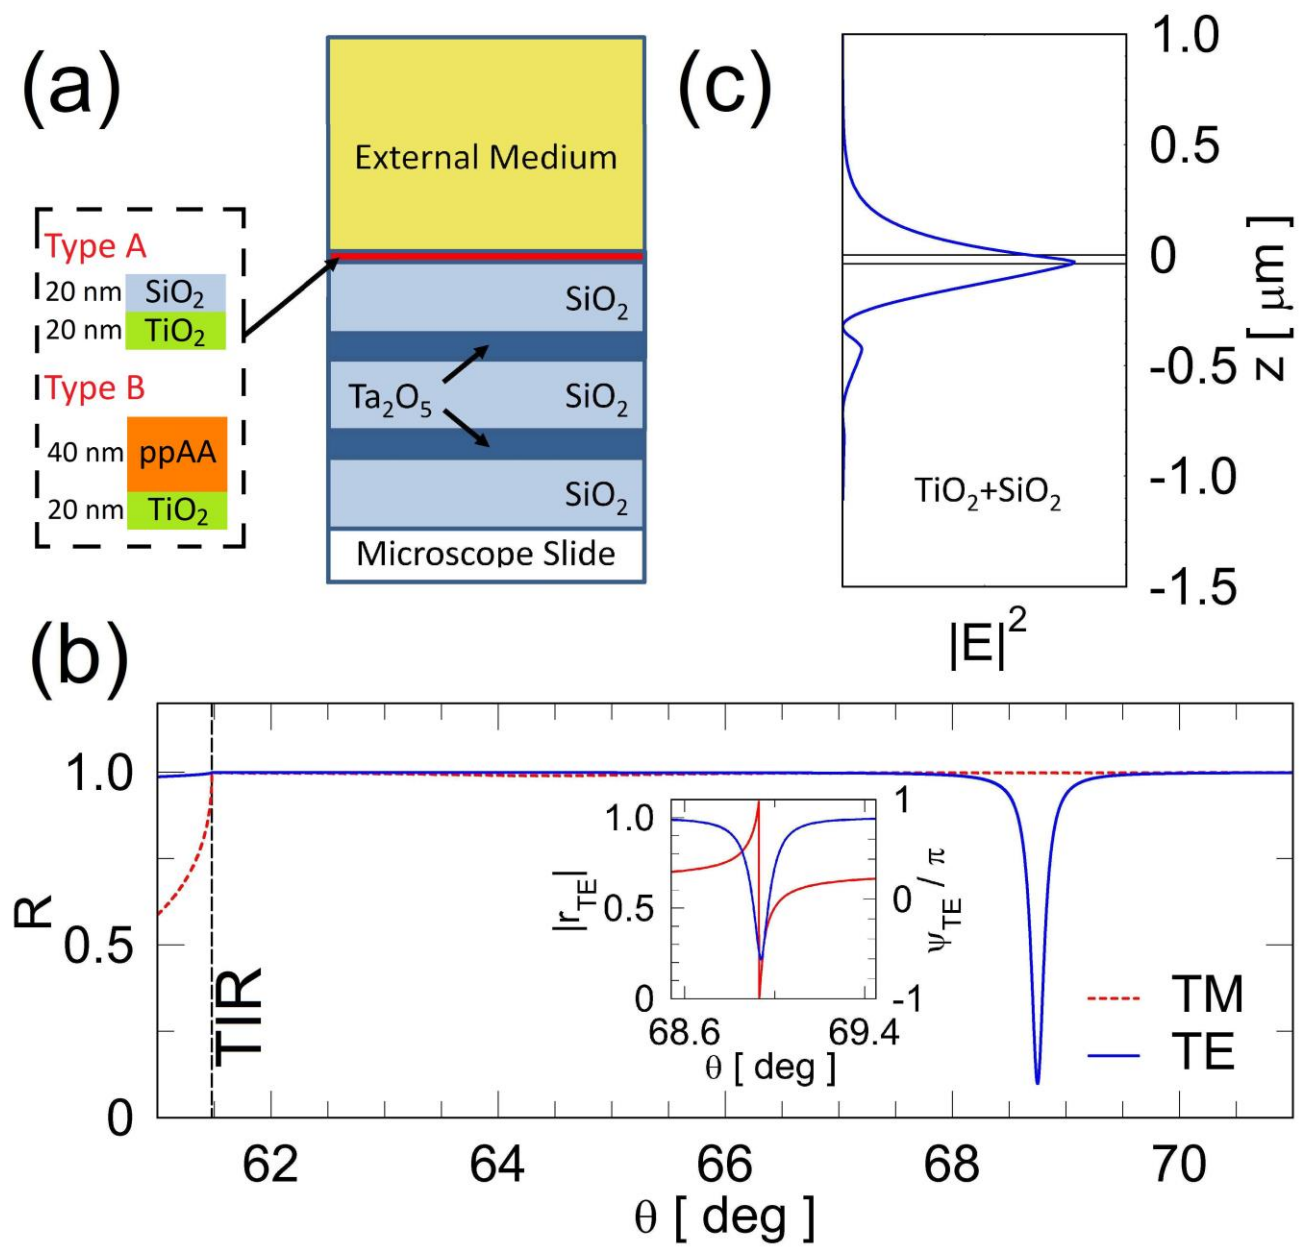 (a)
External Medium
Type A
20 nm SiO₂
20 nm TiO₂
Type B
40 nm ppAA
20 nm TiO₂
SiO₂
Ta₂O₅
SiO₂
SiO₂
Microscope Slide
(c)
1.0
0.5
0
-0.5
-1.0
-1.5
z [ μm ]
TiO₂+SiO₂
|E|²
(b)
R
1.0
0.5
0
TIR
62 64 66 68 70
θ [ deg ]
1.0
0.5
0
|r_TE|
1
0
-1
ψ_TE / π
68.6 69.4
θ [ deg ]
TM
TE